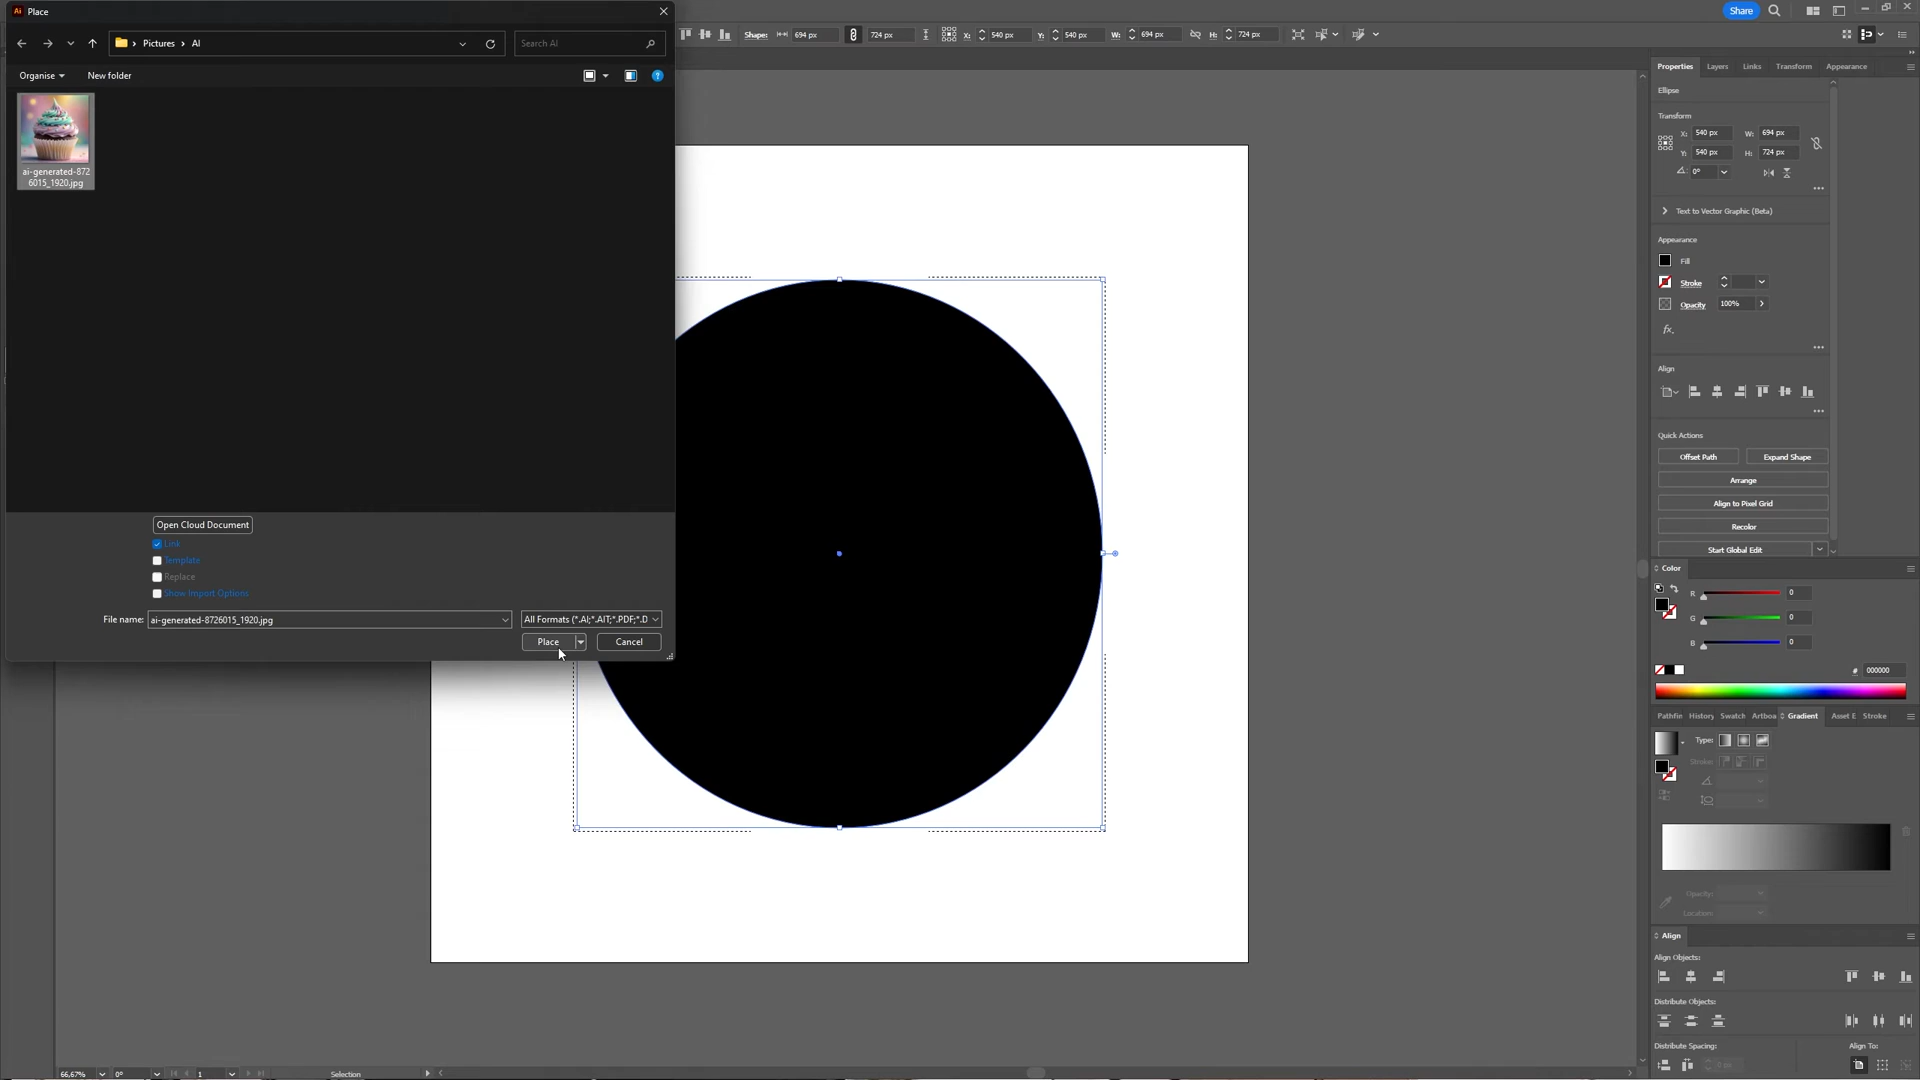 Ai Place
Share
Pictures > AI
Search AI
Shape: 694 px 724 px X: 540 px Y: 540 px W: 694 px H: 724 px
Organise New folder
Properties Layers Links Transform Appearance
Ellipse
Transform
X: 540 px W: 694 px
Y: 540 px H: 724 px
0°
ai-generated-872
6015_1920.jpg
Text to Vector Graphic (Beta)
Appearance
Fill
Stroke
Opacity 100%
fx.
Align
Quick Actions
Offset Path Expand Shape
Arrange
Align to Pixel Grid
Recolor
Start Global Edit
Open Cloud Document
Link
Template
Replace
Show Import Options
File name: ai-generated-8726015_1920.jpg All Formats (*.AI;*.AIT;*.PDF;*.D
Place Cancel
Color
R 0
G 0
B 0
# 000000
Pathfin History Swatch Artboa Gradient Asset E Stroke
Type:
Stroke:
Opacity:
Location:
Align
Align Objects:
Distribute Objects:
Distribute Spacing: Align To:
0 px
66,67% 0° 1 Selection